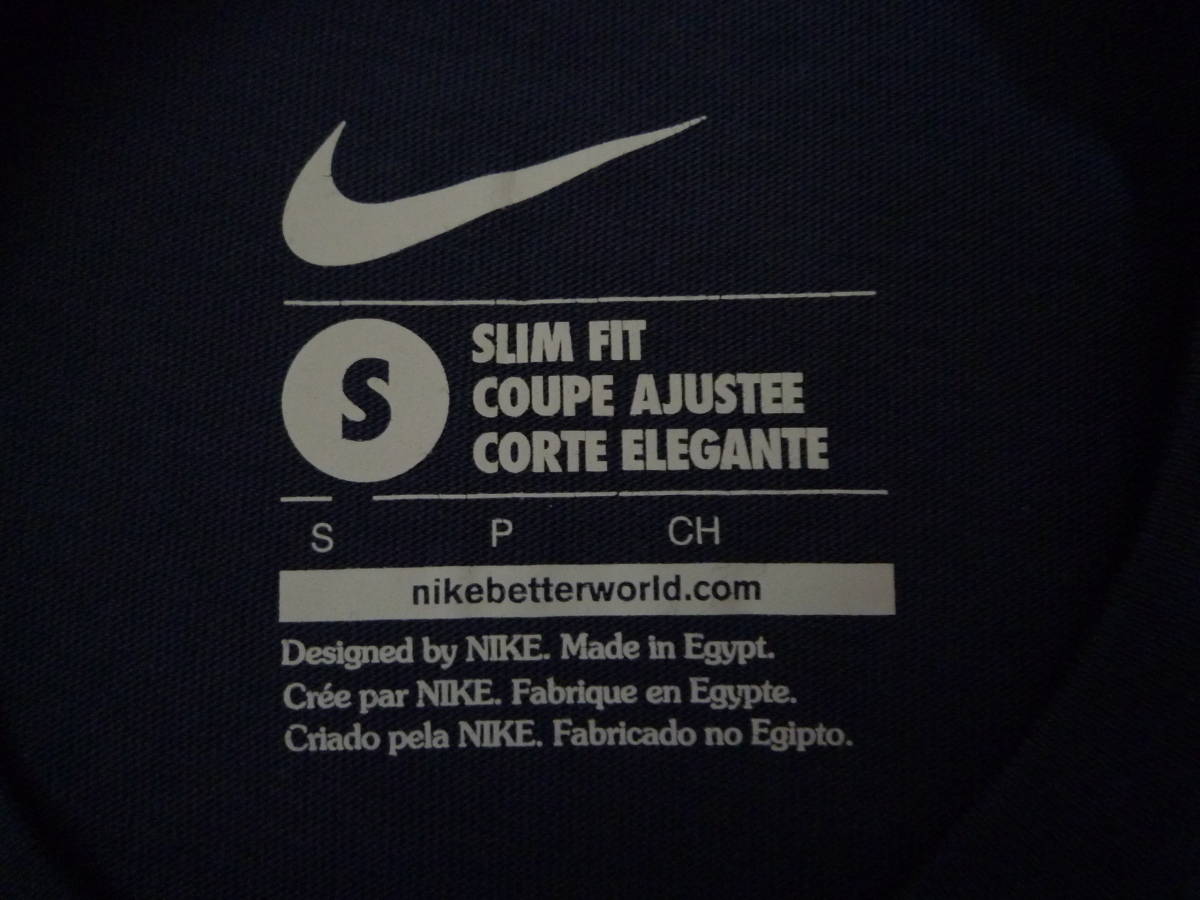 S
SLIM FIT
COUPE AJUSTEE
CORTE ELEGANTE
S P CH
nikebetterworld.com
Designed by NIKE. Made in Egypt.
Crée par NIKE. Fabrique en Egypte.
Criado pela NIKE. Fabricado no Egipto.